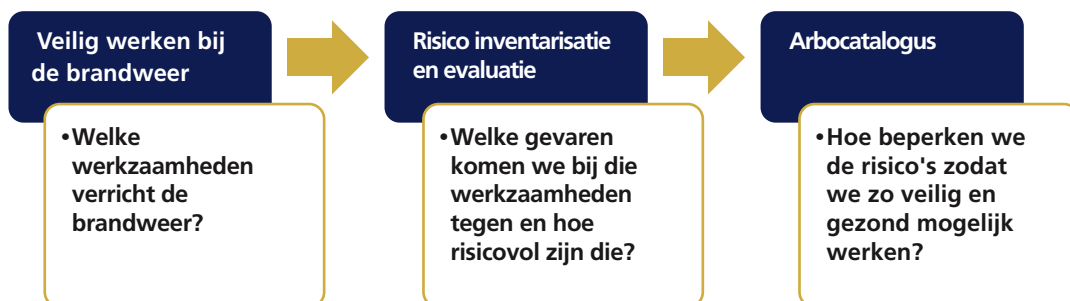 Veilig werken bij
de brandweer
•Welke
werkzaamheden
verricht de
brandweer?
Risico inventarisatie
en evaluatie
•Welke gevaren
komen we bij die
werkzaamheden
tegen en hoe
risicovol zijn die?
Arbocatalogus
•Hoe beperken we
de risico's zodat
we zo veilig en
gezond mogelijk
werken?